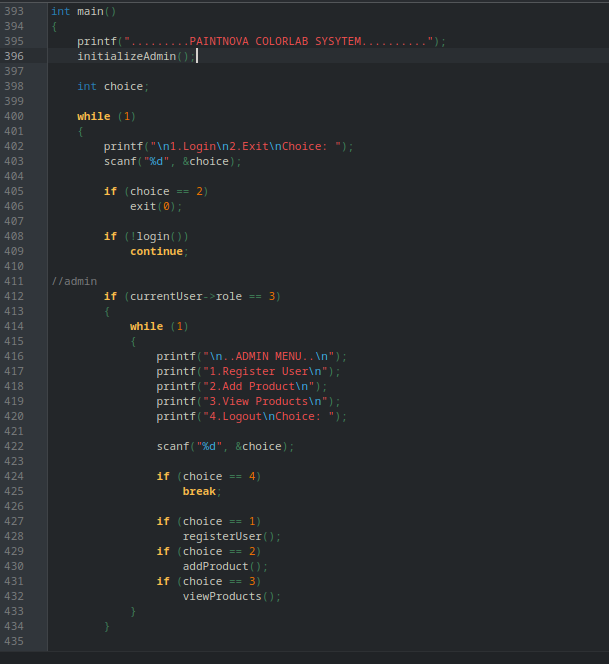 393 int main()
394 {
395     printf(".........PAINTNOVA COLORLAB SYSYTEM..........");
396     initializeAdmin();
397
398     int choice;
399
400     while (1)
401     {
402         printf("\n1.Login\n2.Exit\nChoice: ");
403         scanf("%d", &choice);
404
405         if (choice == 2)
406             exit(0);
407
408         if (!login())
409             continue;
410
411 //admin
412         if (currentUser->role == 3)
413         {
414             while (1)
415             {
416                 printf("\n..ADMIN MENU..\n");
417                 printf("1.Register User\n");
418                 printf("2.Add Product\n");
419                 printf("3.View Products\n");
420                 printf("4.Logout\nChoice: ");
421
422                 scanf("%d", &choice);
423
424                 if (choice == 4)
425                     break;
426
427                 if (choice == 1)
428                     registerUser();
429                 if (choice == 2)
430                     addProduct();
431                 if (choice == 3)
432                     viewProducts();
433             }
434         }
435